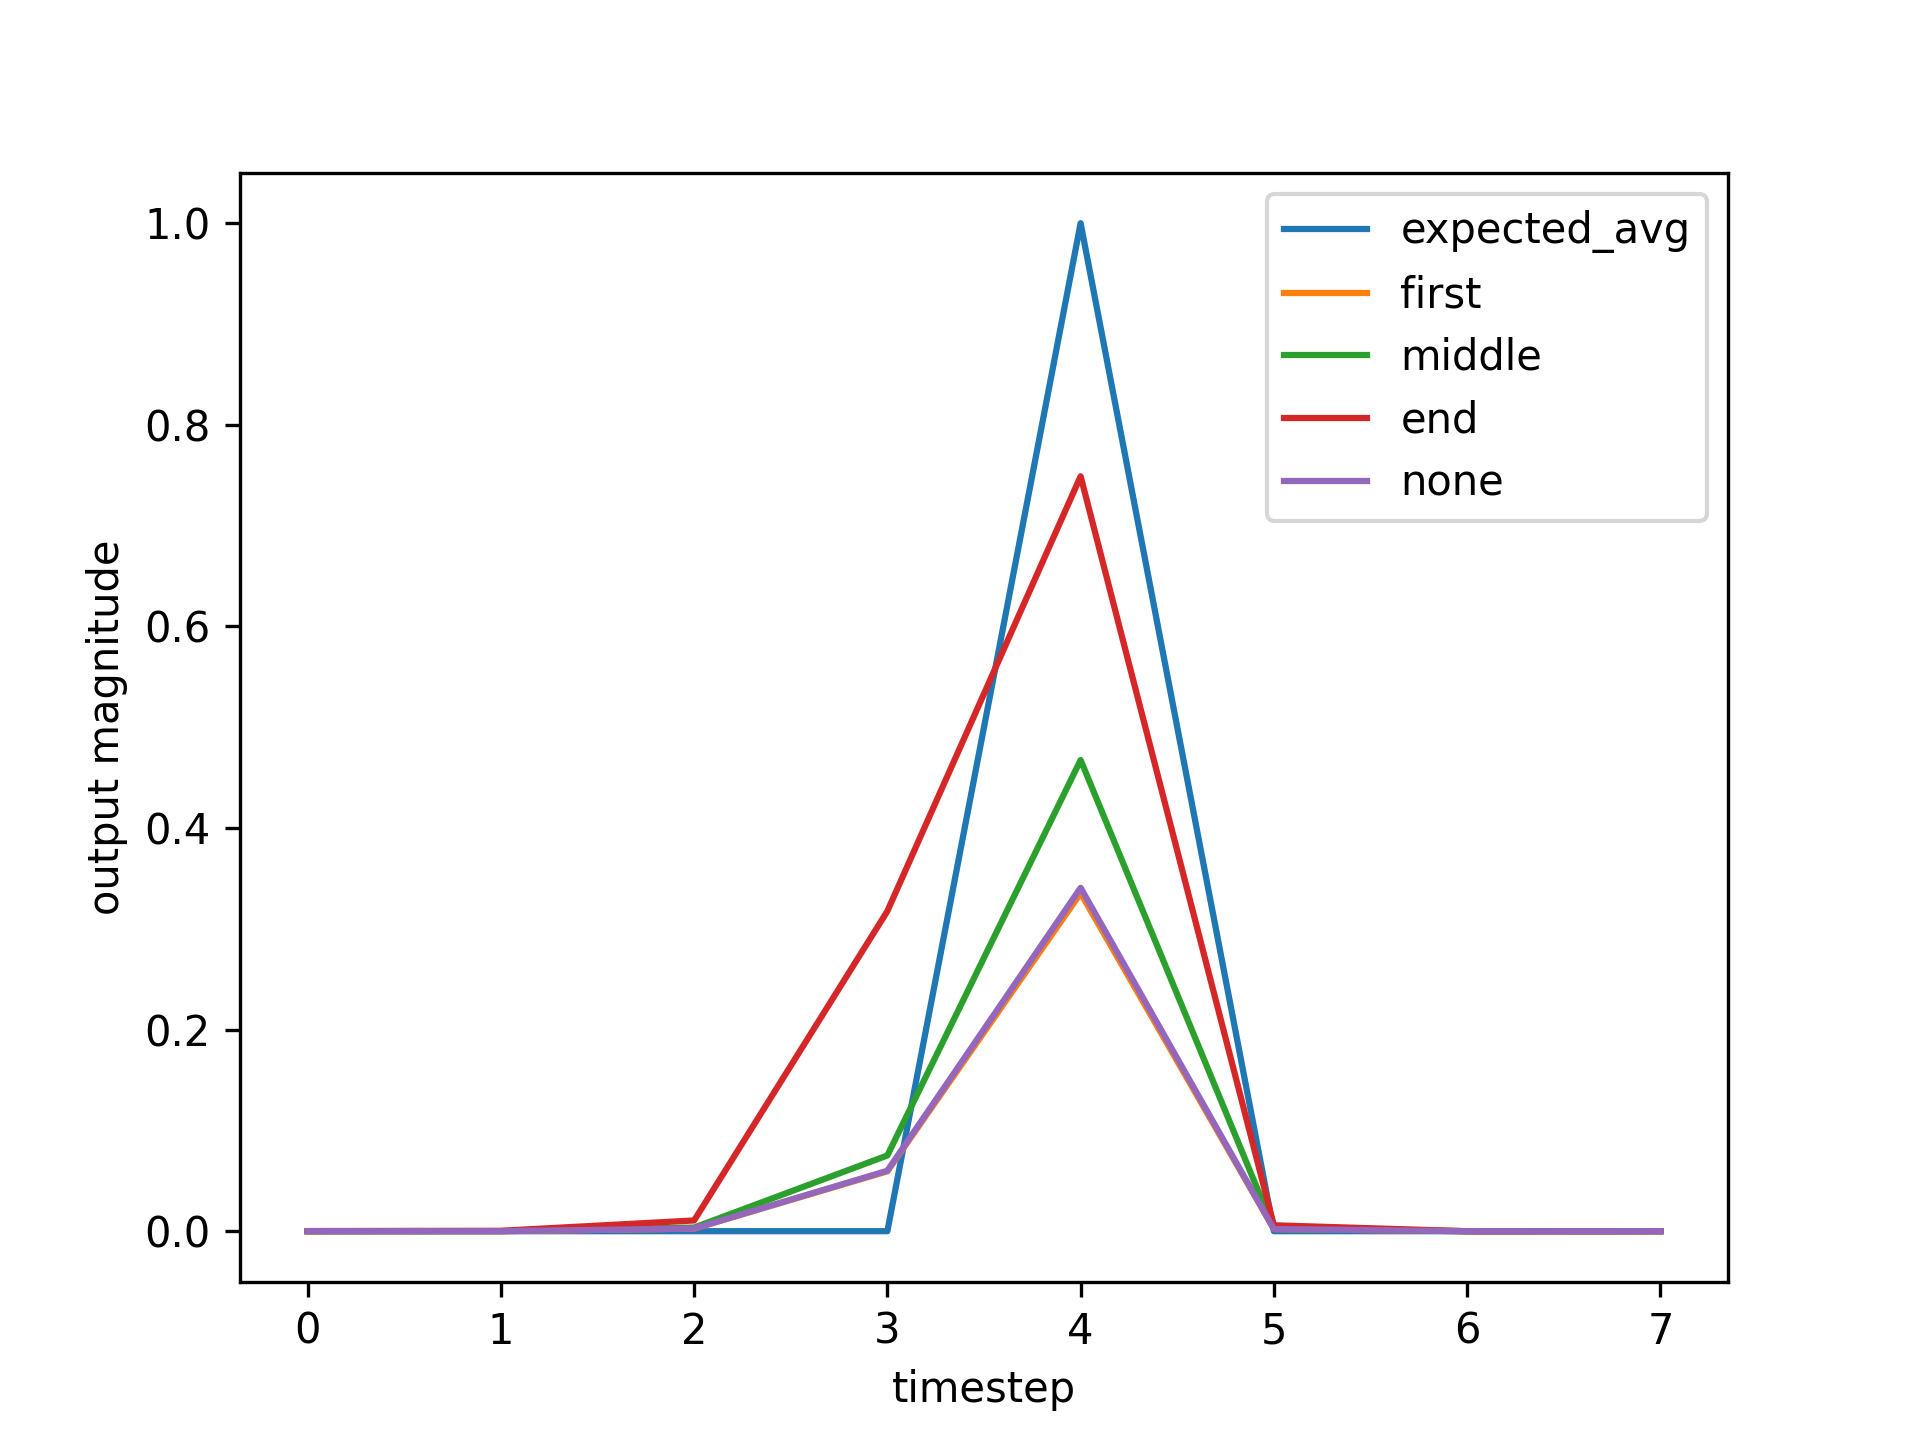 expected_avg
first
middle
end
none
output magnitude
1.0
0.8
0.6
0.4
0.2
0.0
0 1 2 3 4 5 6 7
timestep